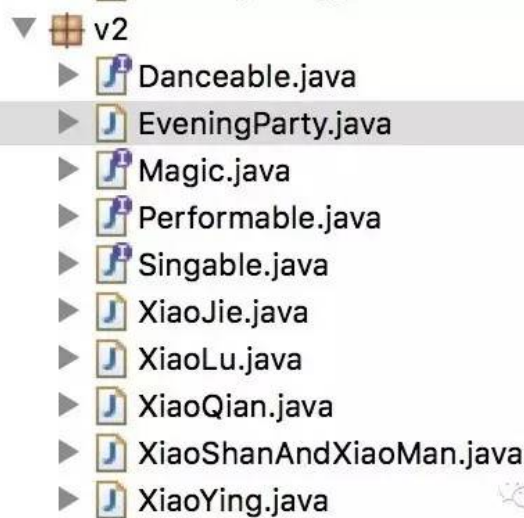 v2
Danceable.java
EveningParty.java
Magic.java
Performable.java
Singable.java
XiaoJie.java
XiaoLu.java
XiaoQian.java
XiaoShanAndXiaoMan.java
XiaoYing.java